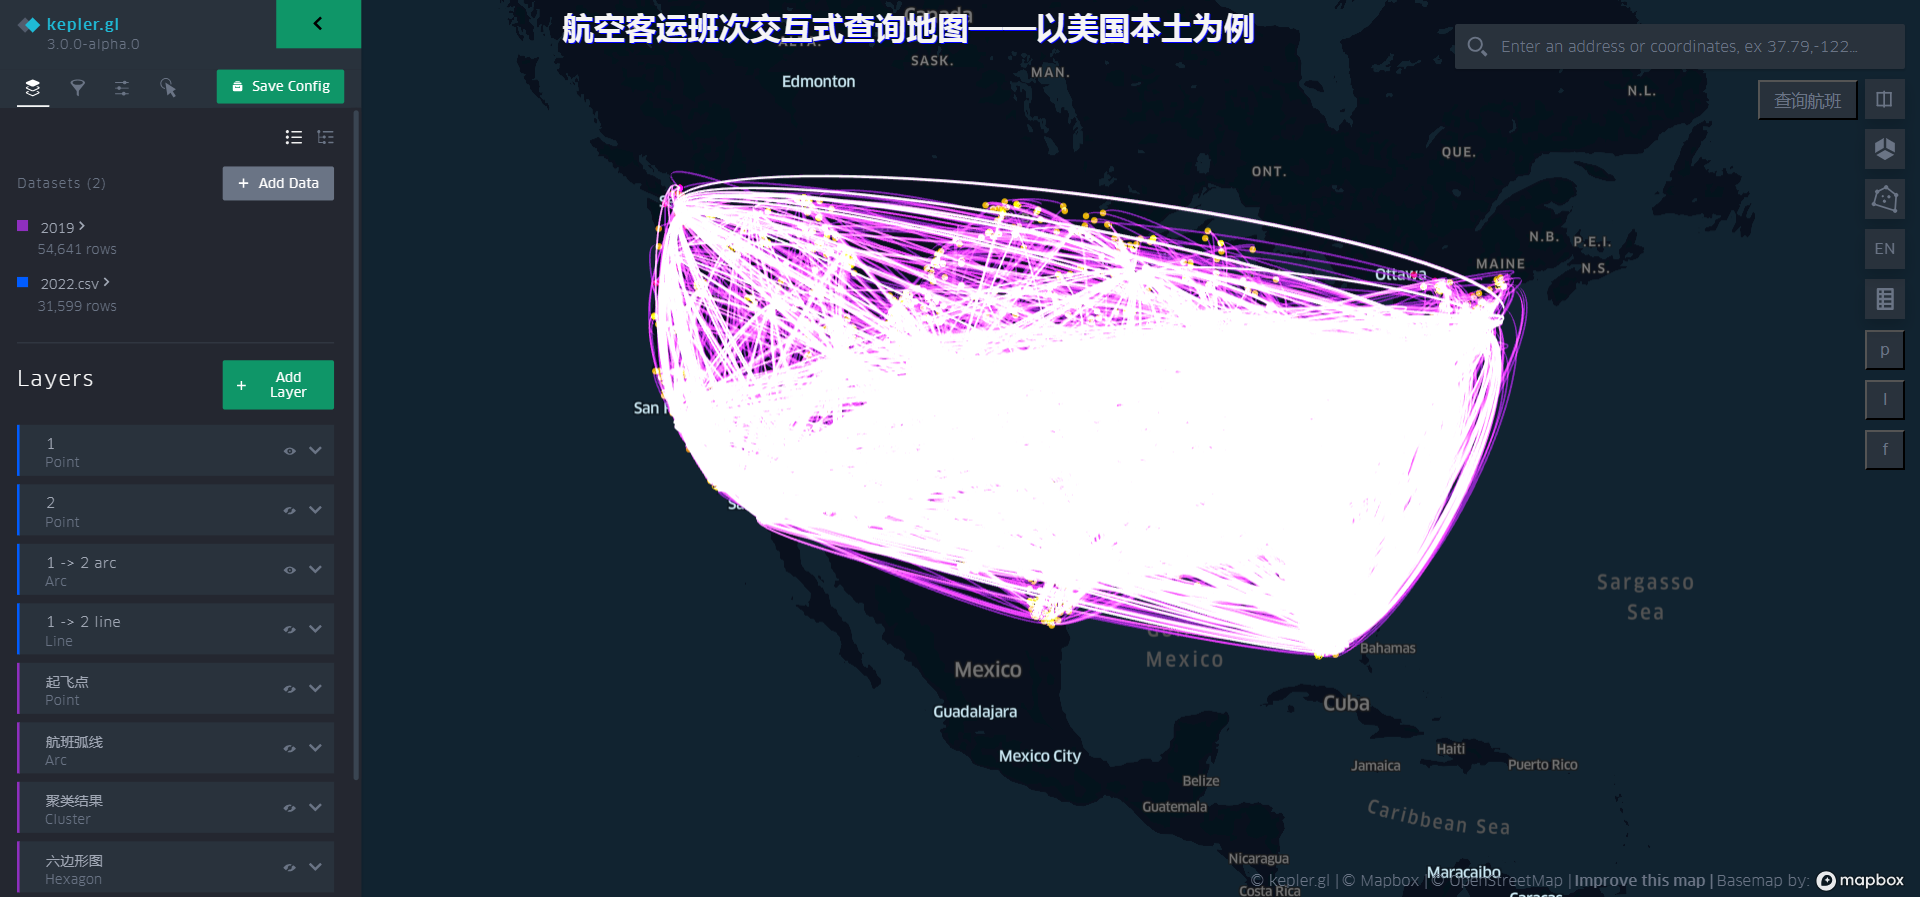 kepler.gl
3.0.0-alpha.0
Save Config
Datasets (2)
+ Add Data
2019
54,641 rows
2022.csv
31,599 rows
Layers
+ Add Layer
1
Point
2
Point
1 -> 2 arc
Arc
1 -> 2 line
Line
起飞点
Point
航班弧线
Arc
聚类结果
Cluster
六边形图
Hexagon
航空客运班次交互式查询地图——以美国本土为例
Enter an address or coordinates, ex 37.79,-122...
查询航班
EN
p
l
f
Canada
ALTA.
SASK.
MAN.
Edmonton
N.L.
QUE.
ONT.
N.B.
P.E.I.
MAINE
N.S.
Ottawa
San
Sargasso
Sea
Mexico
Bahamas
Mexico
Cuba
Guadalajara
Mexico City
Haiti
Jamaica
Puerto Rico
Belize
Guatemala
Caribbean Sea
Nicaragua
Maracaibo
Costa Rica
Caracas
© kepler.gl | © Mapbox | © OpenStreetMap | Improve this map | Basemap by: mapbox